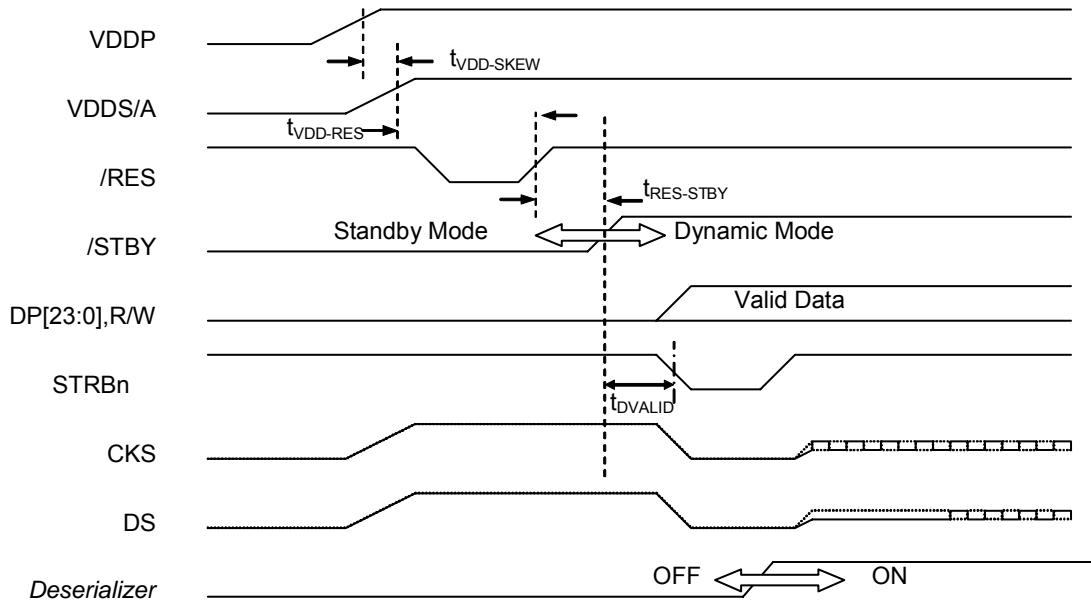 VDDP
tVDD-SKEW
VDDS/A
tVDD-RES
/RES
tRES-STBY
Standby Mode
Dynamic Mode
/STBY
Valid Data
DP[23:0],R/W
STRBn
tDVALID
CKS
DS
OFF
ON
Deserializer